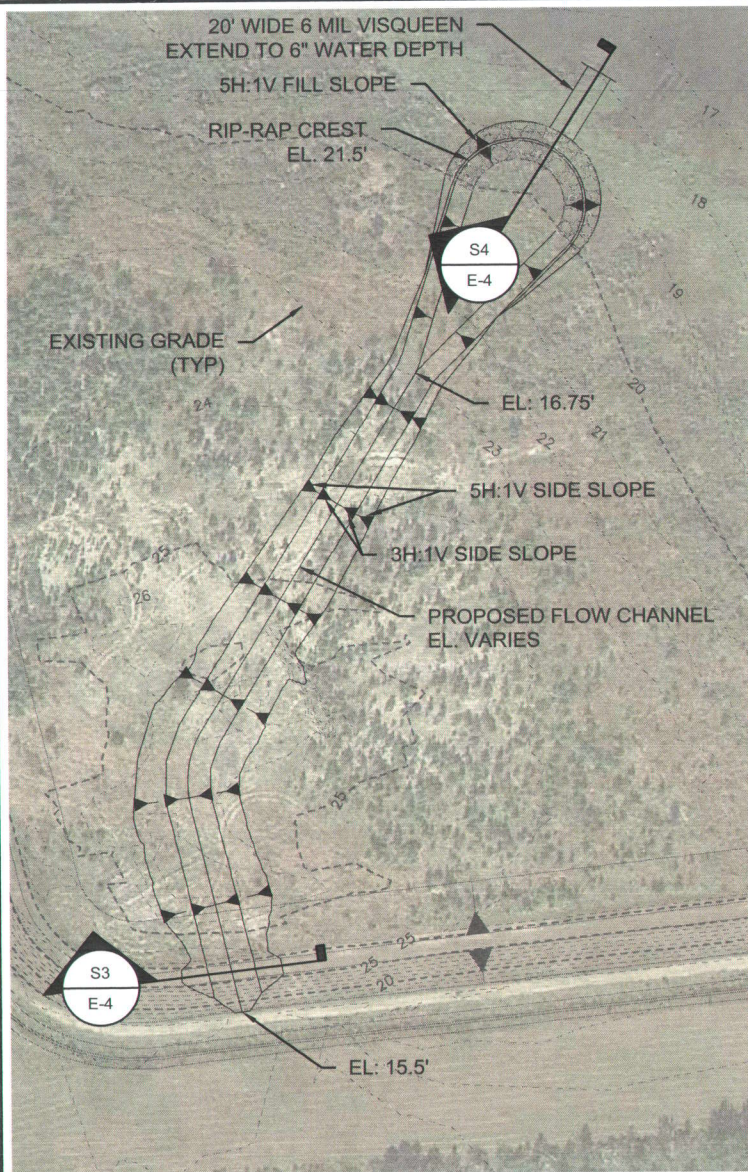 20' WIDE 6 MIL VISQUEEN
EXTEND TO 6" WATER DEPTH
5H:1V FILL SLOPE
RIP-RAP CREST
EL. 21.5'
17
18
S4
E-4
19
EXISTING GRADE
(TYP)
20
24
EL: 16.75'
21
22
23
5H:1V SIDE SLOPE
3H:1V SIDE SLOPE
26
PROPOSED FLOW CHANNEL
EL. VARIES
25
25
25
20
S3
E-4
EL: 15.5'